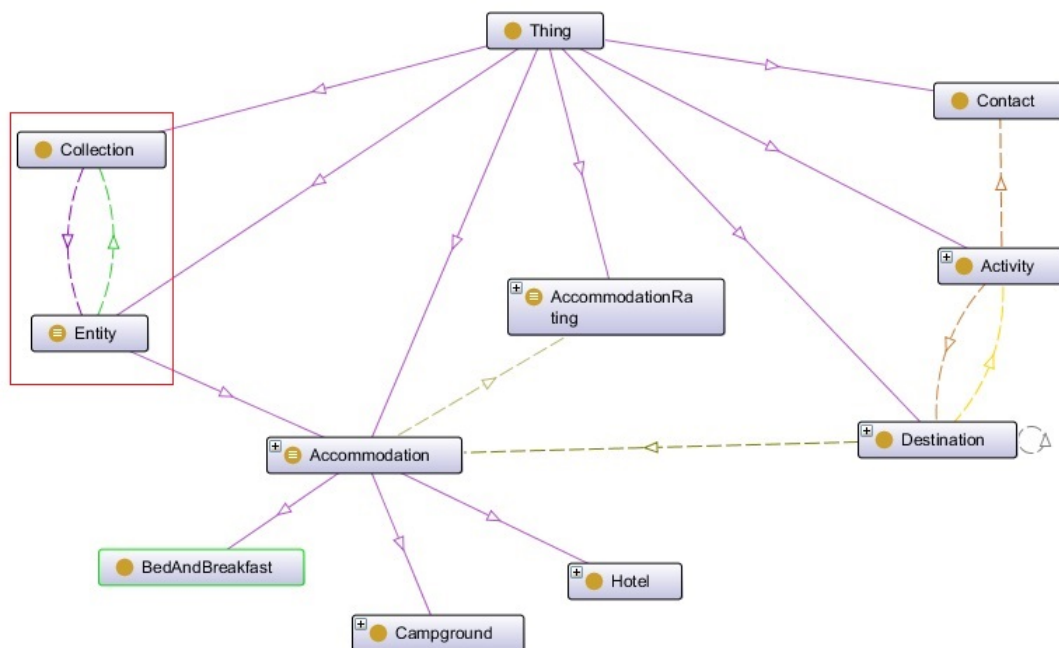 Thing
Contact
Collection
Activity
AccommodationRa
ting
Entity
Destination
Accommodation
BedAndBreakfast
Hotel
Campground